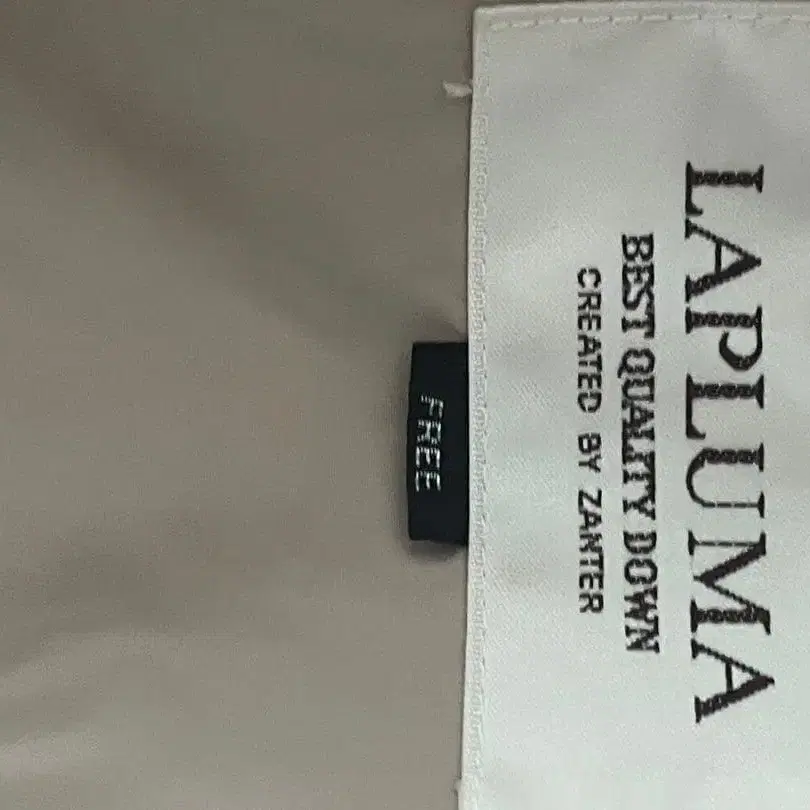 LAPLUMA
BEST QUALITY DOWN
CREATED BY ZANTER
FREE